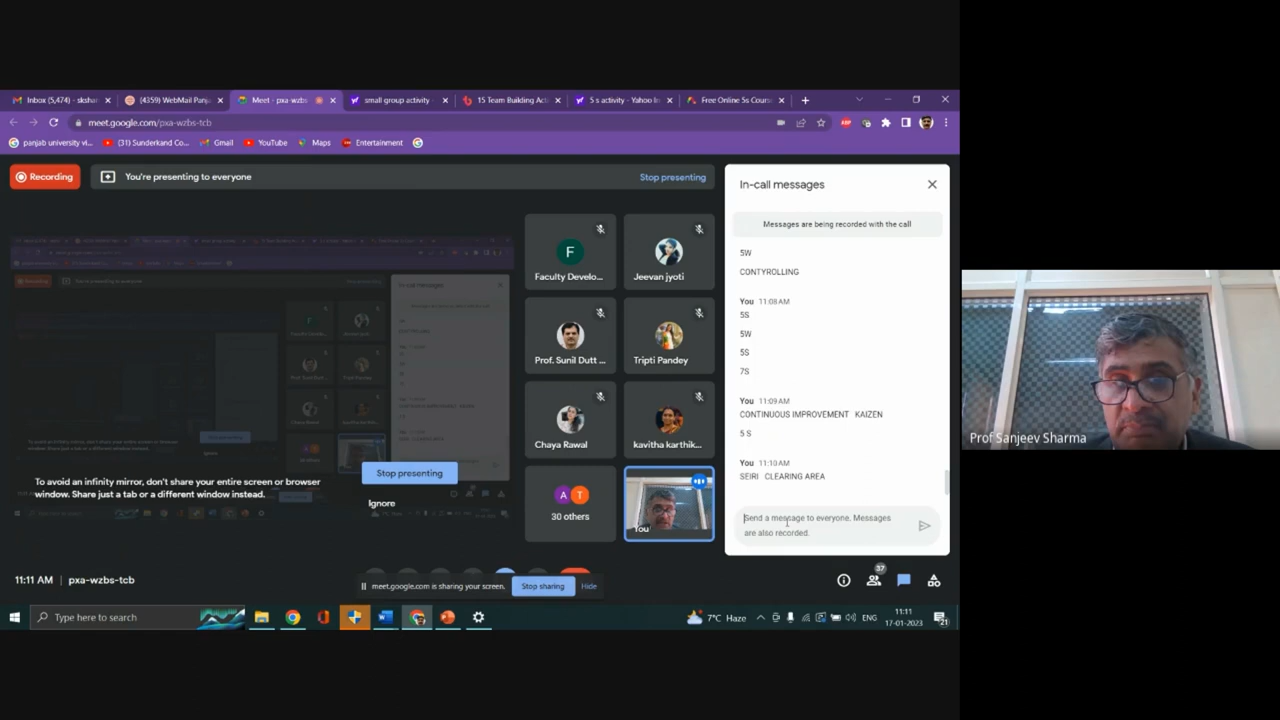 Inbox (5,474) - skshar
(4359) WebMail Panja
Meet - pxa-wzbs
small group activity -
15 Team Building Acti
5 s activity - Yahoo In
Free Online 5s Cours
meet.google.com/pxa-wzbs-tcb
panjab university vi...
(31) Sunderkand Co...
Gmail
YouTube
Maps
Entertainment
Recording
You're presenting to everyone
Stop presenting
In-call messages
Messages are being recorded with the call
5W
CONTYROLLING
You 11:08 AM
5S
5W
5S
7S
You 11:09 AM
CONTINUOUS IMPROVEMENT KAIZEN
5 S
You 11:10 AM
SEIRI CLEARING AREA
Send a message to everyone. Messages
are also recorded.
F
Faculty Develo...
Jeevan jyoti
Prof. Sunil Dutt ...
Tripti Pandey
Chaya Rawal
kavitha karthik...
A T
30 others
You
To avoid an infinity mirror, don't share your entire screen or browser
window. Share just a tab or a different window instead.
Stop presenting
Ignore
11:11 AM | pxa-wzbs-tcb
meet.google.com is sharing your screen.
Stop sharing
Hide
37
Type here to search
7°C Haze
ENG
11:11
17-01-2023
21
Prof Sanjeev Sharma